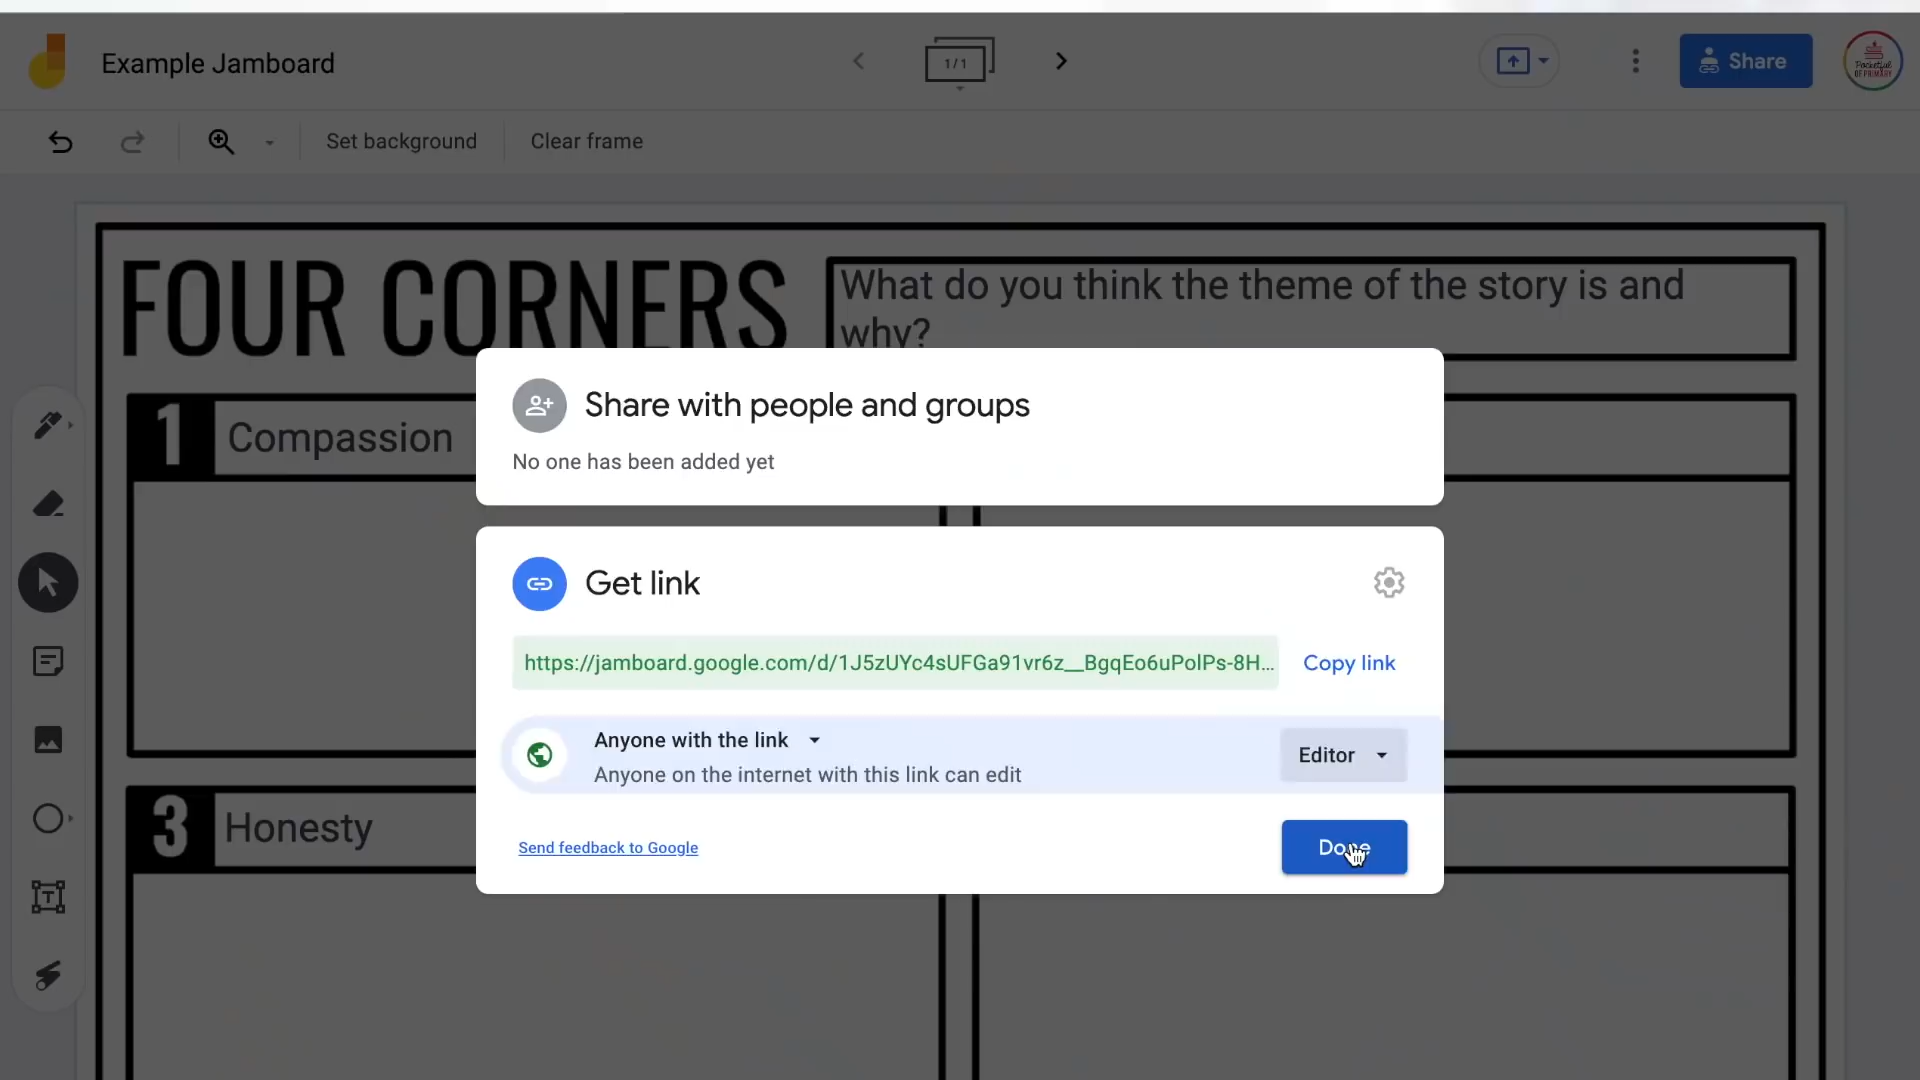 Example Jamboard
1/1
Share
Pocketful
OF PRIMARY
Set background
Clear frame
FOUR CORNERS
What do you think the theme of the story is and
why?
1
Compassion
Share with people and groups
No one has been added yet
Get link
https://jamboard.google.com/d/1J5zUYc4sUFGa91vr6z__BgqEo6uPolPs-8H...
Copy link
Anyone with the link
Anyone on the internet with this link can edit
Editor
3
Honesty
Send feedback to Google
Done